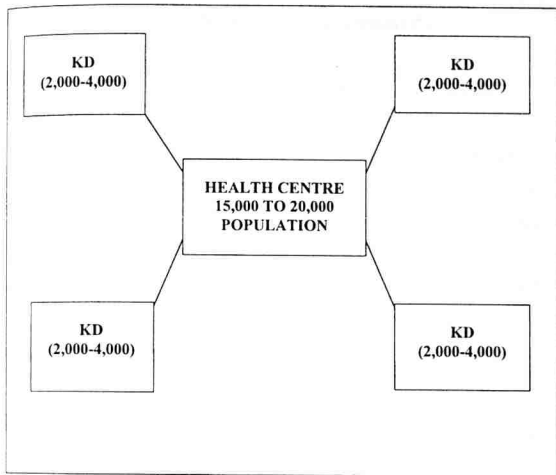 KD
(2,000-4,000)
KD
(2,000-4,000)
HEALTH CENTRE
15,000 TO 20,000
POPULATION
KD
(2,000-4,000)
KD
(2,000-4,000)